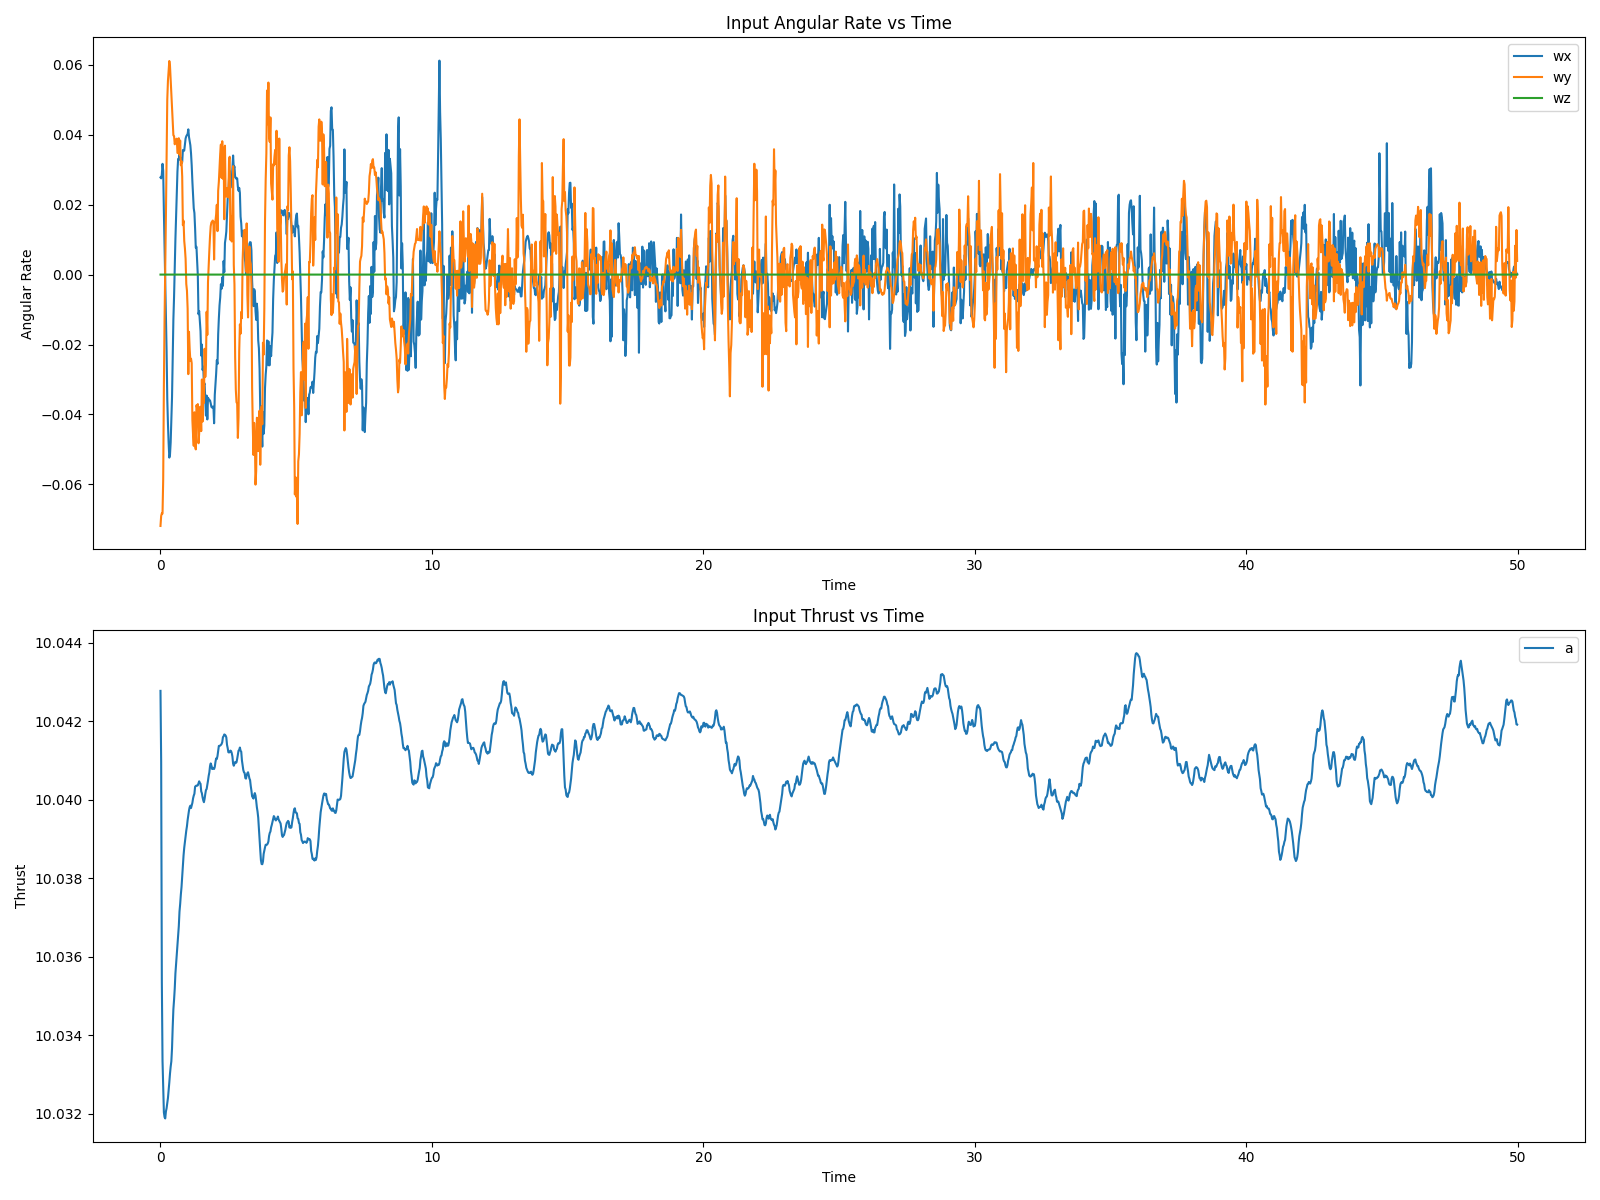 Input Angular Rate vs Time
0.06
0.04
0.02
0.00
−0.02
−0.04
−0.06
Angular Rate
wx
wy
wz
0 10 20 30 40 50
Time
Input Thrust vs Time
10.044
10.042
10.040
10.038
10.036
10.034
10.032
Thrust
a
0 10 20 30 40 50
Time